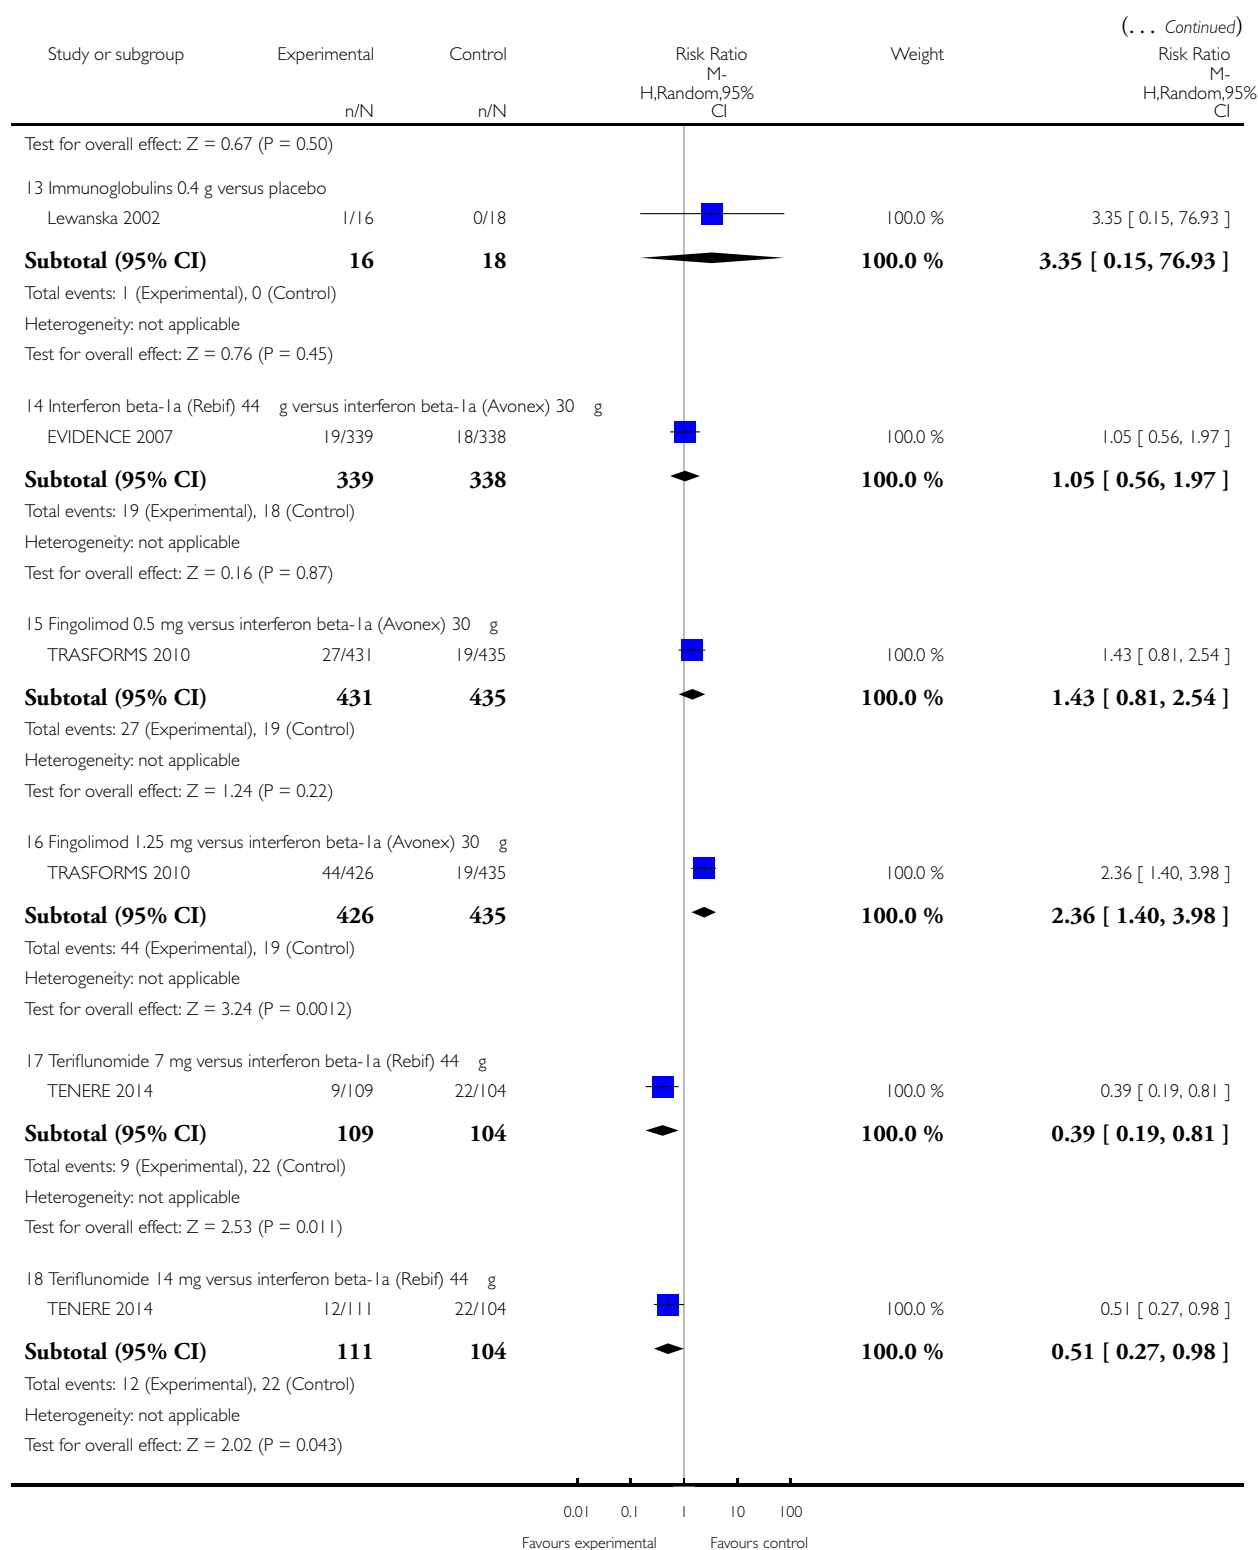 (... Continued)
Study or subgroup Experimental Control Risk Ratio Weight Risk Ratio
M- M-
H,Random,95% H,Random,95%
n/N n/N CI CI
Test for overall effect: Z = 0.67 (P = 0.50)
13 Immunoglobulins 0.4 g versus placebo
Lewanska 2002 1/16 0/18 100.0 % 3.35 [ 0.15, 76.93 ]
Subtotal (95% CI) 16 18 100.0 % 3.35 [ 0.15, 76.93 ]
Total events: 1 (Experimental), 0 (Control)
Heterogeneity: not applicable
Test for overall effect: Z = 0.76 (P = 0.45)
14 Interferon beta-1a (Rebif) 44 g versus interferon beta-1a (Avonex) 30 g
EVIDENCE 2007 19/339 18/338 100.0 % 1.05 [ 0.56, 1.97 ]
Subtotal (95% CI) 339 338 100.0 % 1.05 [ 0.56, 1.97 ]
Total events: 19 (Experimental), 18 (Control)
Heterogeneity: not applicable
Test for overall effect: Z = 0.16 (P = 0.87)
15 Fingolimod 0.5 mg versus interferon beta-1a (Avonex) 30 g
TRASFORMS 2010 27/431 19/435 100.0 % 1.43 [ 0.81, 2.54 ]
Subtotal (95% CI) 431 435 100.0 % 1.43 [ 0.81, 2.54 ]
Total events: 27 (Experimental), 19 (Control)
Heterogeneity: not applicable
Test for overall effect: Z = 1.24 (P = 0.22)
16 Fingolimod 1.25 mg versus interferon beta-1a (Avonex) 30 g
TRASFORMS 2010 44/426 19/435 100.0 % 2.36 [ 1.40, 3.98 ]
Subtotal (95% CI) 426 435 100.0 % 2.36 [ 1.40, 3.98 ]
Total events: 44 (Experimental), 19 (Control)
Heterogeneity: not applicable
Test for overall effect: Z = 3.24 (P = 0.0012)
17 Teriflunomide 7 mg versus interferon beta-1a (Rebif) 44 g
TENERE 2014 9/109 22/104 100.0 % 0.39 [ 0.19, 0.81 ]
Subtotal (95% CI) 109 104 100.0 % 0.39 [ 0.19, 0.81 ]
Total events: 9 (Experimental), 22 (Control)
Heterogeneity: not applicable
Test for overall effect: Z = 2.53 (P = 0.011)
18 Teriflunomide 14 mg versus interferon beta-1a (Rebif) 44 g
TENERE 2014 12/111 22/104 100.0 % 0.51 [ 0.27, 0.98 ]
Subtotal (95% CI) 111 104 100.0 % 0.51 [ 0.27, 0.98 ]
Total events: 12 (Experimental), 22 (Control)
Heterogeneity: not applicable
Test for overall effect: Z = 2.02 (P = 0.043)
0.01 0.1 1 10 100
Favours experimental Favours control